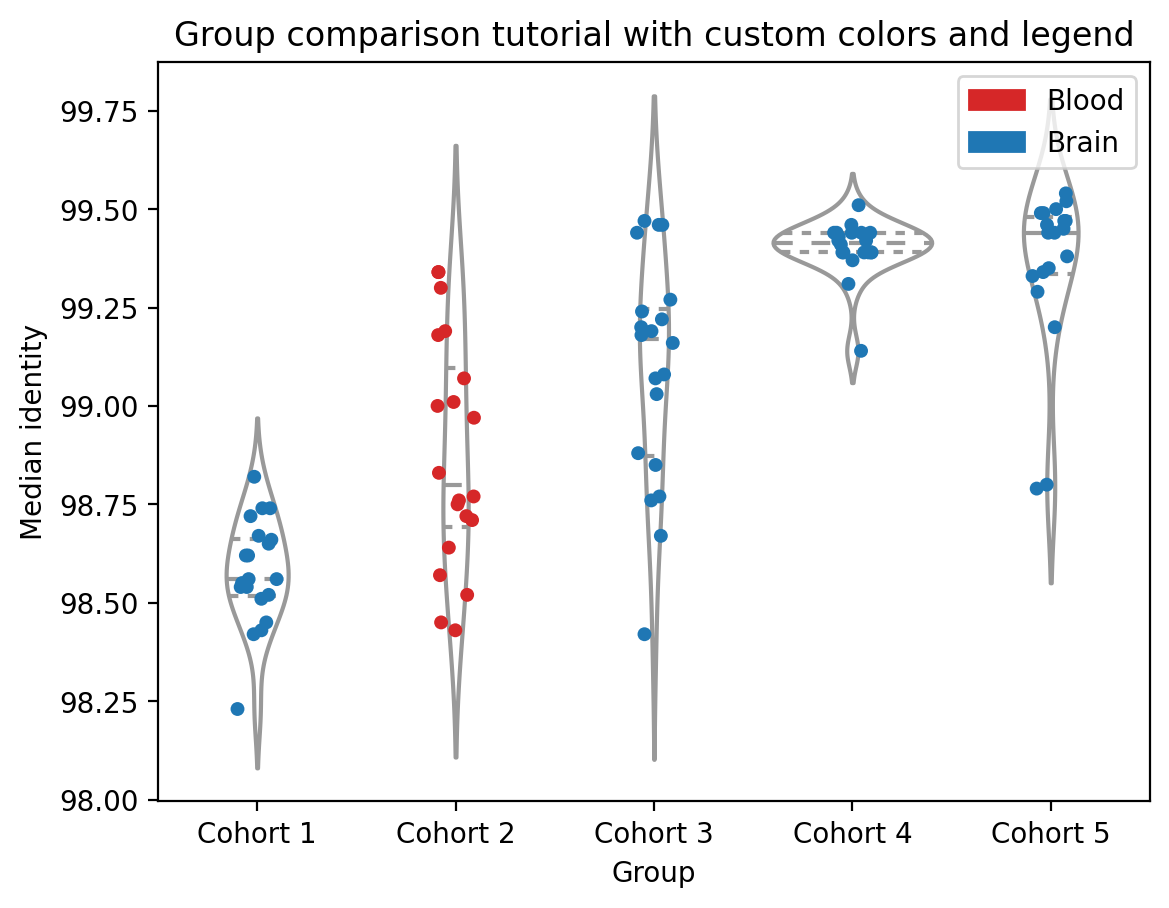 Group comparison tutorial with custom colors and legend
Blood
Brain
Median identity
99.75
99.50
99.25
99.00
98.75
98.50
98.25
98.00
Cohort 1 Cohort 2 Cohort 3 Cohort 4 Cohort 5
Group